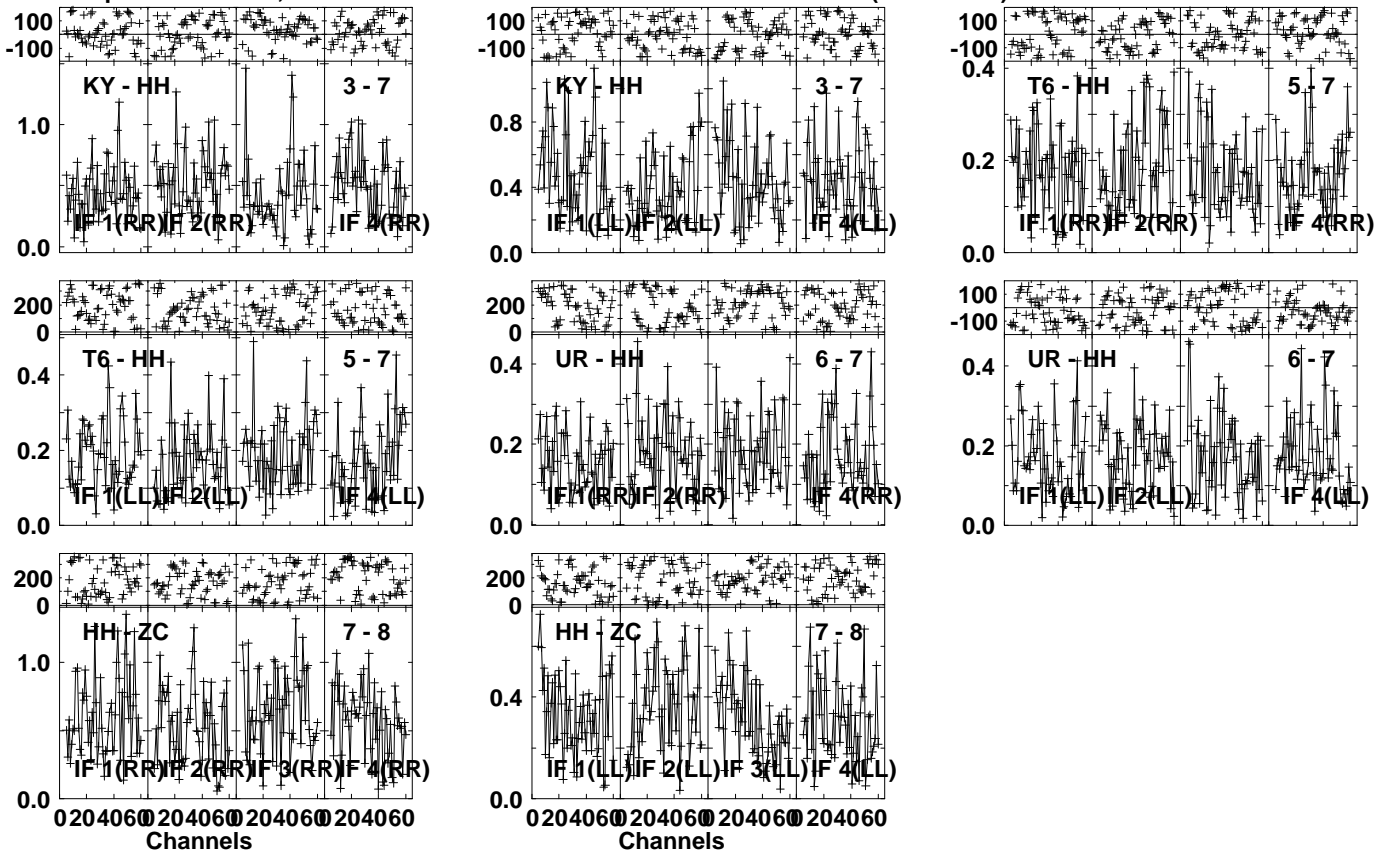 100 100 100
-100 -100 -100
KY - HH 3 - 7 KY - HH 3 - 7 T6 - HH 5 - 7
1.0 0.8 0.4
0.4 0.2
IF 1(RR) IF 2(RR) IF 4(RR) IF 1(LL) IF 2(LL) IF 4(LL) IF 1(RR) IF 2(RR) IF 4(RR)
0.0 0.0 0.0
200 200 100
0 0 -100
T6 - HH 5 - 7 UR - HH 6 - 7 UR - HH 6 - 7
0.4 0.4 0.4
0.2 0.2 0.2
IF 1(LL) IF 2(LL) IF 4(LL) IF 1(RR) IF 2(RR) IF 4(RR) IF 1(LL) IF 2(LL) IF 4(LL)
0.0 0.0 0.0
200 200
0 0
HH - ZC 7 - 8 HH - ZC 7 - 8
1.0 0.4
IF 1(RR) IF 2(RR) IF 3(RR) IF 4(RR) IF 1(LL) IF 2(LL) IF 3(LL) IF 4(LL)
0.0 0.0
0 20 40 60 0 20 40 60 0 20 40 60 0 20 40 60 0 20 40 60 0 20 40 60 0 20 40 60 0 20 40 60
Channels Channels